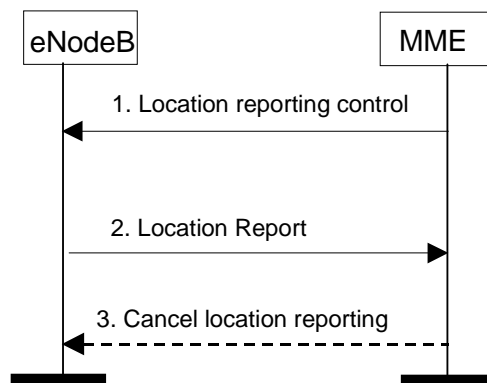 eNodeB
MME
1. Location reporting control
2. Location Report
3. Cancel location reporting